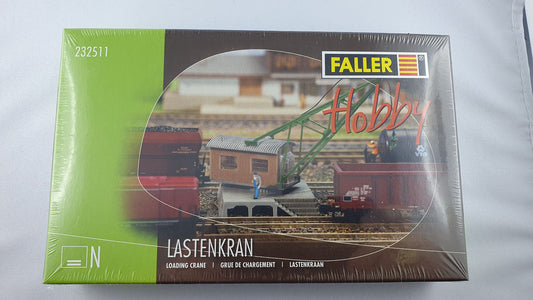 232511
FALLER
Hobby
N
LASTENKRAN
LOADING CRANE | GRUE DE CHARGEMENT | LASTENKRAAN